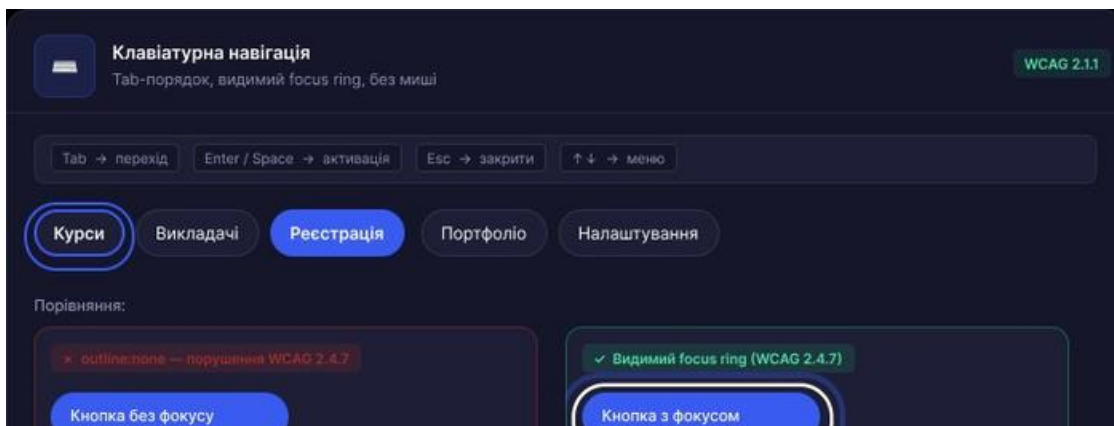 Клавіатурна навігація
Tab-порядок, видимий focus ring, без миші
WCAG 2.1.1
Tab → перехід Enter / Space → активація Esc → закрити ↑↓ → меню
Курси Викладачі Реєстрація Портфоліо Налаштування
Порівняння:
× outline:none — порушення WCAG 2.4.7
✓ Видимий focus ring (WCAG 2.4.7)
Кнопка без фокусу
Кнопка з фокусом